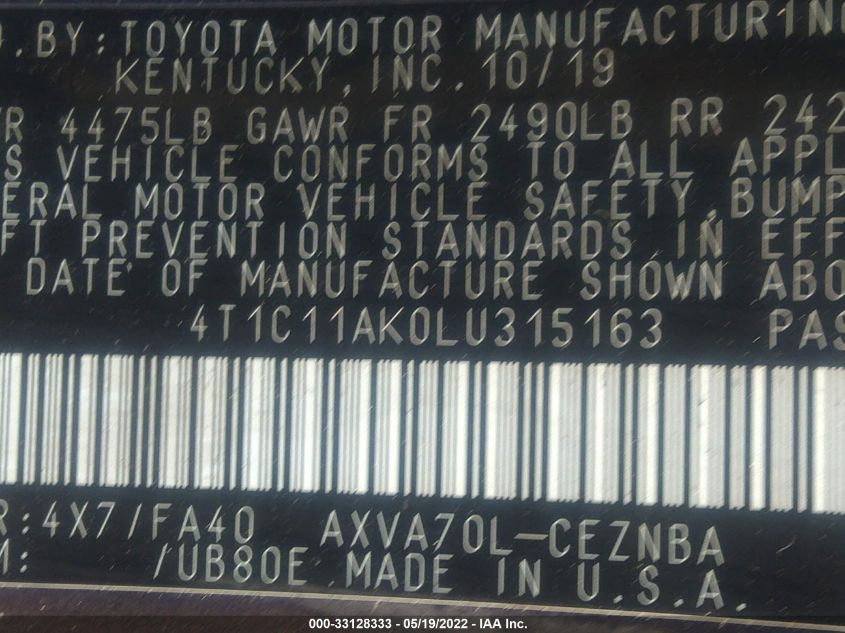 .BY:TOYOTA MOTOR MANUFACTURING
KENTUCKY, INC. 10/19
4475LB GAWR FR 2490LB RR 242
VEHICLE CONFORMS TO ALL APPL
ERAL MOTOR VEHICLE SAFETY, BUMP
FT PREVENTION STANDARDS IN EFF
DATE OF MANUFACTURE SHOWN ABO
4T1C11AK0LU315163 PAS
R:4X7/FA40 AXVA70L-CEZNBA
M: /UB80E MADE IN U.S.A.
000-33128333 - 05/19/2022 - IAA Inc.